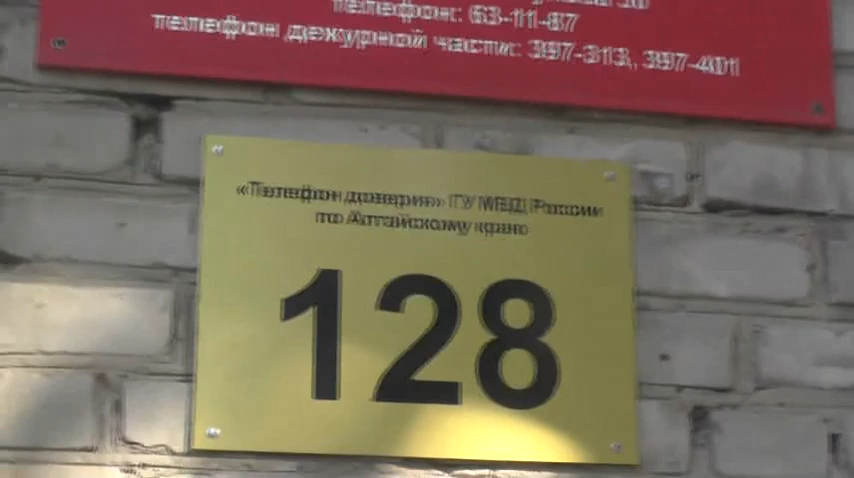 телефон: 63-11-87
телефон дежурной части: 397-313, 397-401
«Телефон доверия» ГУ МВД России
по Алтайскому краю
128